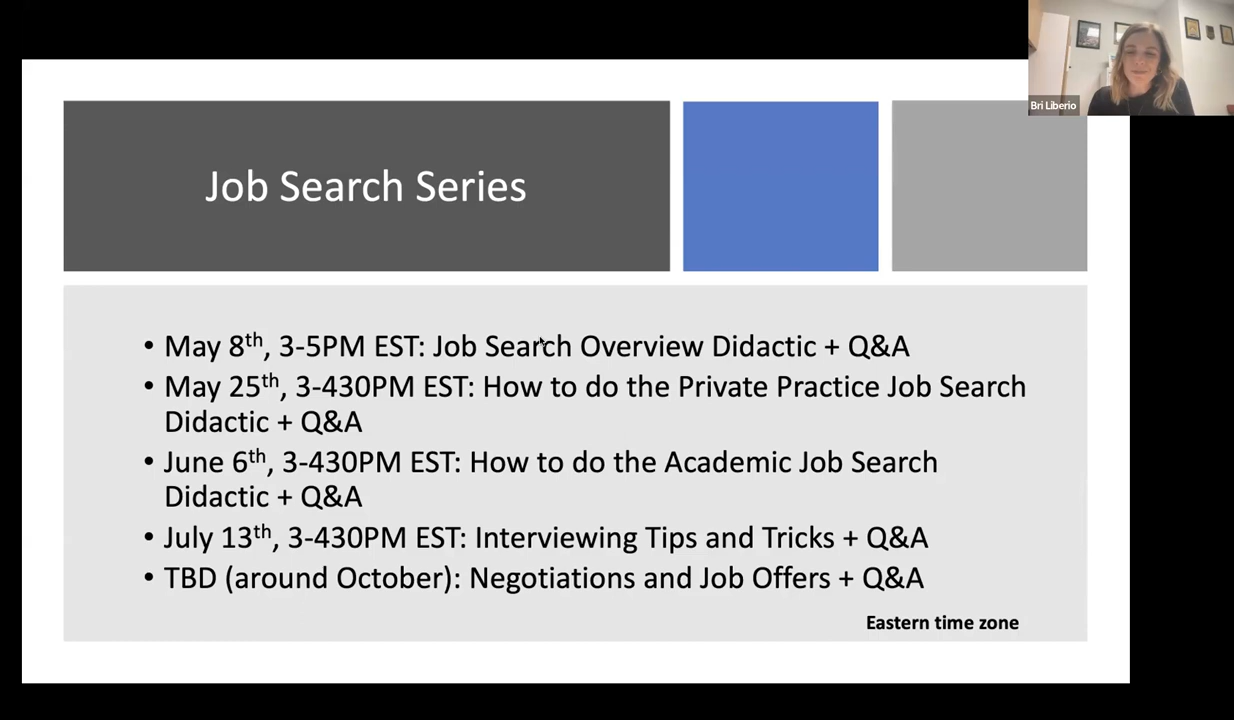 Bri Liberio
Job Search Series
• May 8th, 3-5PM EST: Job Search Overview Didactic + Q&A
• May 25th, 3-430PM EST: How to do the Private Practice Job Search
Didactic + Q&A
• June 6th, 3-430PM EST: How to do the Academic Job Search
Didactic + Q&A
• July 13th, 3-430PM EST: Interviewing Tips and Tricks + Q&A
• TBD (around October): Negotiations and Job Offers + Q&A
Eastern time zone